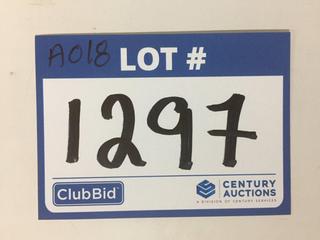 A018 LOT #
1297
ClubBid
CENTURY
AUCTIONS
A DIVISION OF CENTURY SERVICES